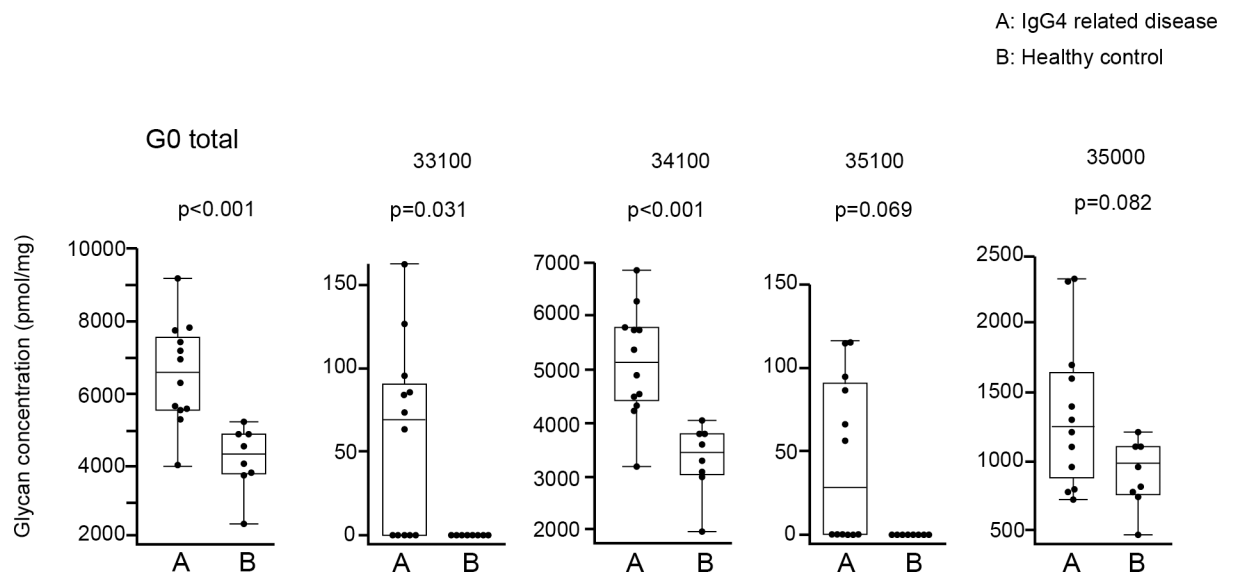 A: IgG4 related disease
B: Healthy control
G0 total
33100
34100
35100
35000
p<0.001
p=0.031
p<0.001
p=0.069
p=0.082
Glycan concentration (pmol/mg)
10000
8000
6000
4000
2000
A
B
150
100
50
0
A
B
7000
6000
5000
4000
3000
2000
A
B
150
100
50
0
A
B
2500
2000
1500
1000
500
A
B